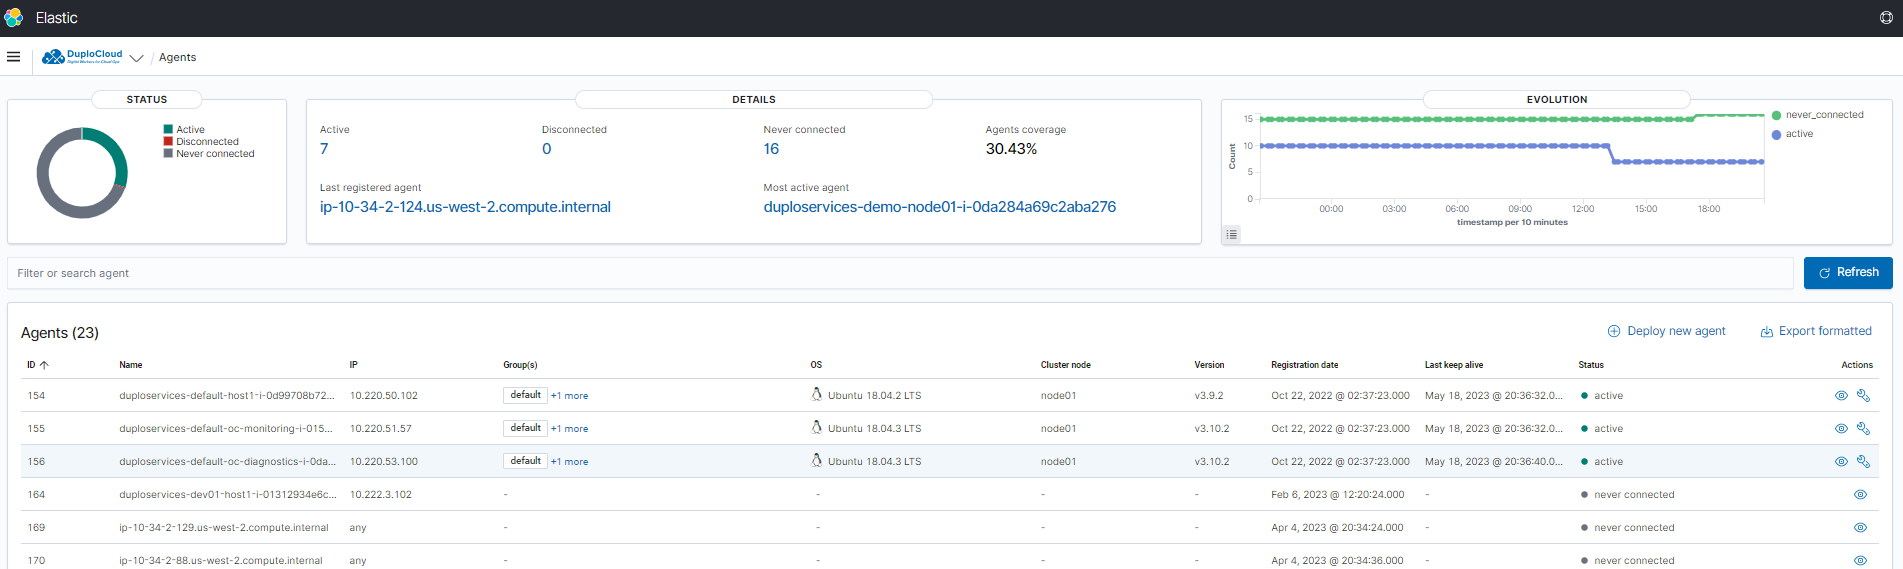 Elastic
DuploCloud
/ Agents
STATUS
Active
Disconnected
Never connected
DETAILS
Active
7
Disconnected
0
Never connected
16
Agents coverage
30.43%
Last registered agent
ip-10-34-2-124.us-west-2.compute.internal
Most active agent
duploservices-demo-node01-i-0da284a69c2aba276
EVOLUTION
15
10
5
0
Count
00:00 03:00 06:00 09:00 12:00 15:00 18:00
timestamp per 10 minutes
never_connected
active
Filter or search agent
Refresh
Agents (23)
Deploy new agent
Export formatted
ID Name IP Group(s) OS Cluster node Version Registration date Last keep alive Status Actions
154 duploservices-default-host1-i-0d99708b72... 10.220.50.102 default +1 more Ubuntu 18.04.2 LTS node01 v3.9.2 Oct 22, 2022 @ 02:37:23.000 May 18, 2023 @ 20:36:32.0... active
155 duploservices-default-oc-monitoring-i-015... 10.220.51.57 default +1 more Ubuntu 18.04.3 LTS node01 v3.10.2 Oct 22, 2022 @ 02:37:23.000 May 18, 2023 @ 20:36:32.0... active
156 duploservices-default-oc-diagnostics-i-0da... 10.220.53.100 default +1 more Ubuntu 18.04.3 LTS node01 v3.10.2 Oct 22, 2022 @ 02:37:23.000 May 18, 2023 @ 20:36:40.0... active
164 duploservices-dev01-host1-i-01312934e6c... 10.222.3.102 - - - - Feb 6, 2023 @ 12:20:24.000 - never connected
169 ip-10-34-2-129.us-west-2.compute.internal any - - - - Apr 4, 2023 @ 20:34:24.000 - never connected
170 ip-10-34-2-88.us-west-2.compute.internal any - - - - Apr 4, 2023 @ 20:34:36.000 - never connected